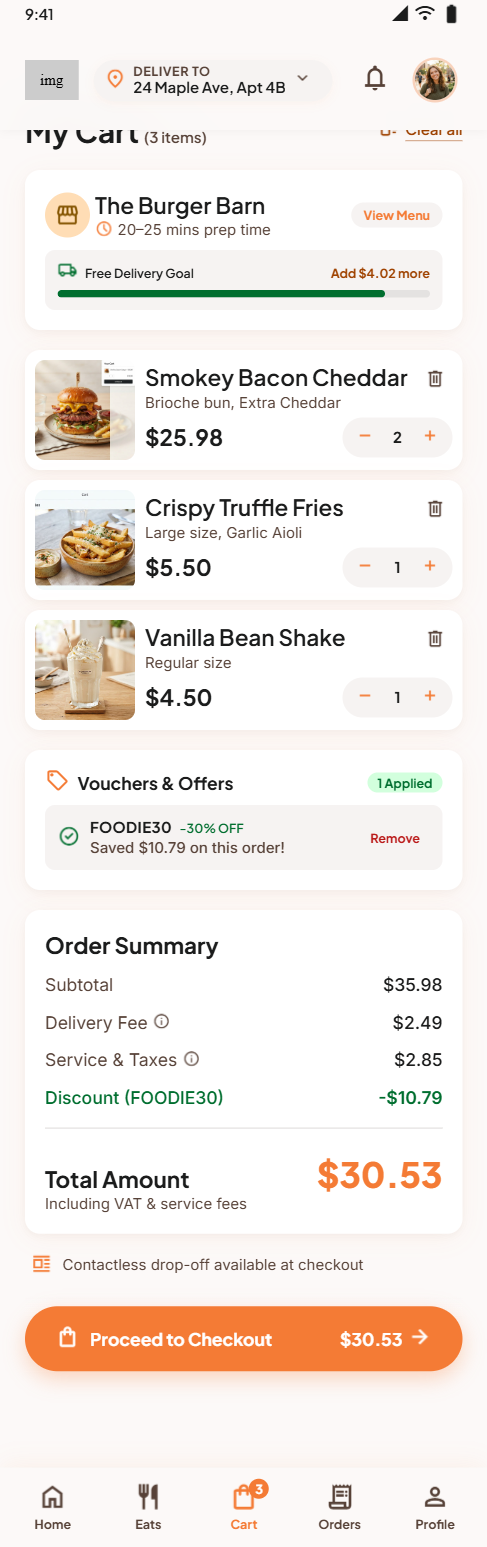 9:41
img
DELIVER TO
24 Maple Ave, Apt 4B
My Cart (3 items)
Clear all
The Burger Barn
20–25 mins prep time
View Menu
Free Delivery Goal
Add $4.02 more
Smokey Bacon Cheddar
Brioche bun, Extra Cheddar
$25.98
− 2 +
Crispy Truffle Fries
Large size, Garlic Aioli
$5.50
− 1 +
Vanilla Bean Shake
Regular size
$4.50
− 1 +
Vouchers & Offers
1 Applied
FOODIE30 -30% OFF
Saved $10.79 on this order!
Remove
Order Summary
Subtotal $35.98
Delivery Fee $2.49
Service & Taxes $2.85
Discount (FOODIE30) -$10.79
Total Amount $30.53
Including VAT & service fees
Contactless drop-off available at checkout
Proceed to Checkout $30.53
3
Home Eats Cart Orders Profile